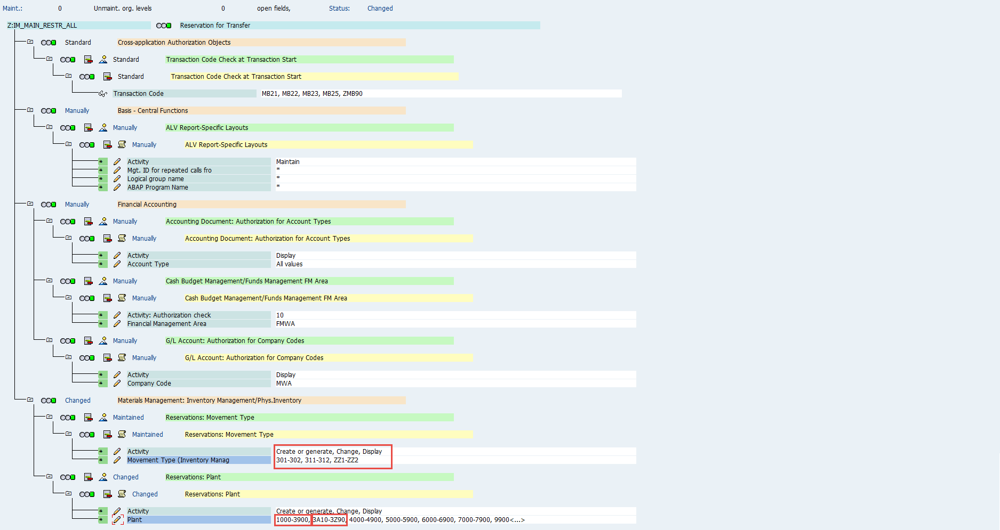 Maint.: 0 Unmaint. org. levels 0 open fields, Status: Changed
Z:IM_MAIN_RESTR_ALL Reservation for Transfer
Standard Cross-application Authorization Objects
Standard Transaction Code Check at Transaction Start
Standard Transaction Code Check at Transaction Start
Transaction Code MB21, MB22, MB23, MB25, ZMB90
Manually Basis - Central Functions
Manually ALV Report-Specific Layouts
Manually ALV Report-Specific Layouts
* Activity Maintain
* Mgt. ID for repeated calls fro *
* Logical group name *
* ABAP Program Name *
Manually Financial Accounting
Manually Accounting Document: Authorization for Account Types
Manually Accounting Document: Authorization for Account Types
* Activity Display
* Account Type All values
Manually Cash Budget Management/Funds Management FM Area
Manually Cash Budget Management/Funds Management FM Area
* Activity: Authorization check 10
* Financial Management Area FMWA
Manually G/L Account: Authorization for Company Codes
Manually G/L Account: Authorization for Company Codes
* Activity Display
* Company Code MWA
Changed Materials Management: Inventory Management/Phys.Inventory
Maintained Reservations: Movement Type
Maintained Reservations: Movement Type
* Activity Create or generate, Change, Display
* Movement Type (Inventory Manag 301-302, 311-312, ZZ1-ZZ2
Changed Reservations: Plant
Changed Reservations: Plant
* Activity Create or generate, Change, Display
* Plant 1000-3900, 3A10-3Z90, 4000-4900, 5000-5900, 6000-6900, 7000-7900, 9900<...>